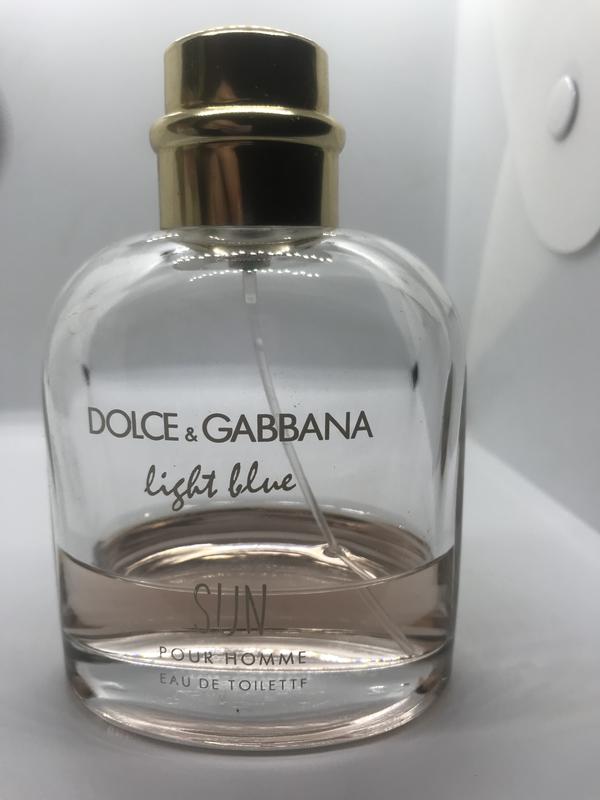 DOLCE & GABBANA
light blue
SUN
POUR HOMME
EAU DE TOILETTE